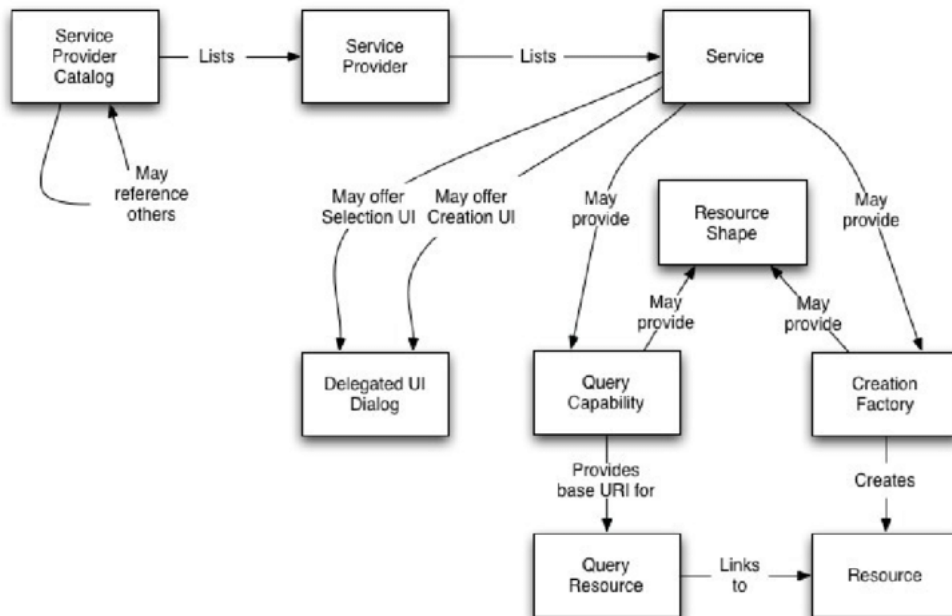 Service
Provider
Catalog
Lists
Service
Provider
Lists
Service
May
reference
others
May offer
Selection UI
May offer
Creation UI
May
provide
Resource
Shape
May
provide
May
provide
May
provide
Delegated UI
Dialog
Query
Capability
Creation
Factory
Provides
base URI for
Creates
Query
Resource
Links
to
Resource